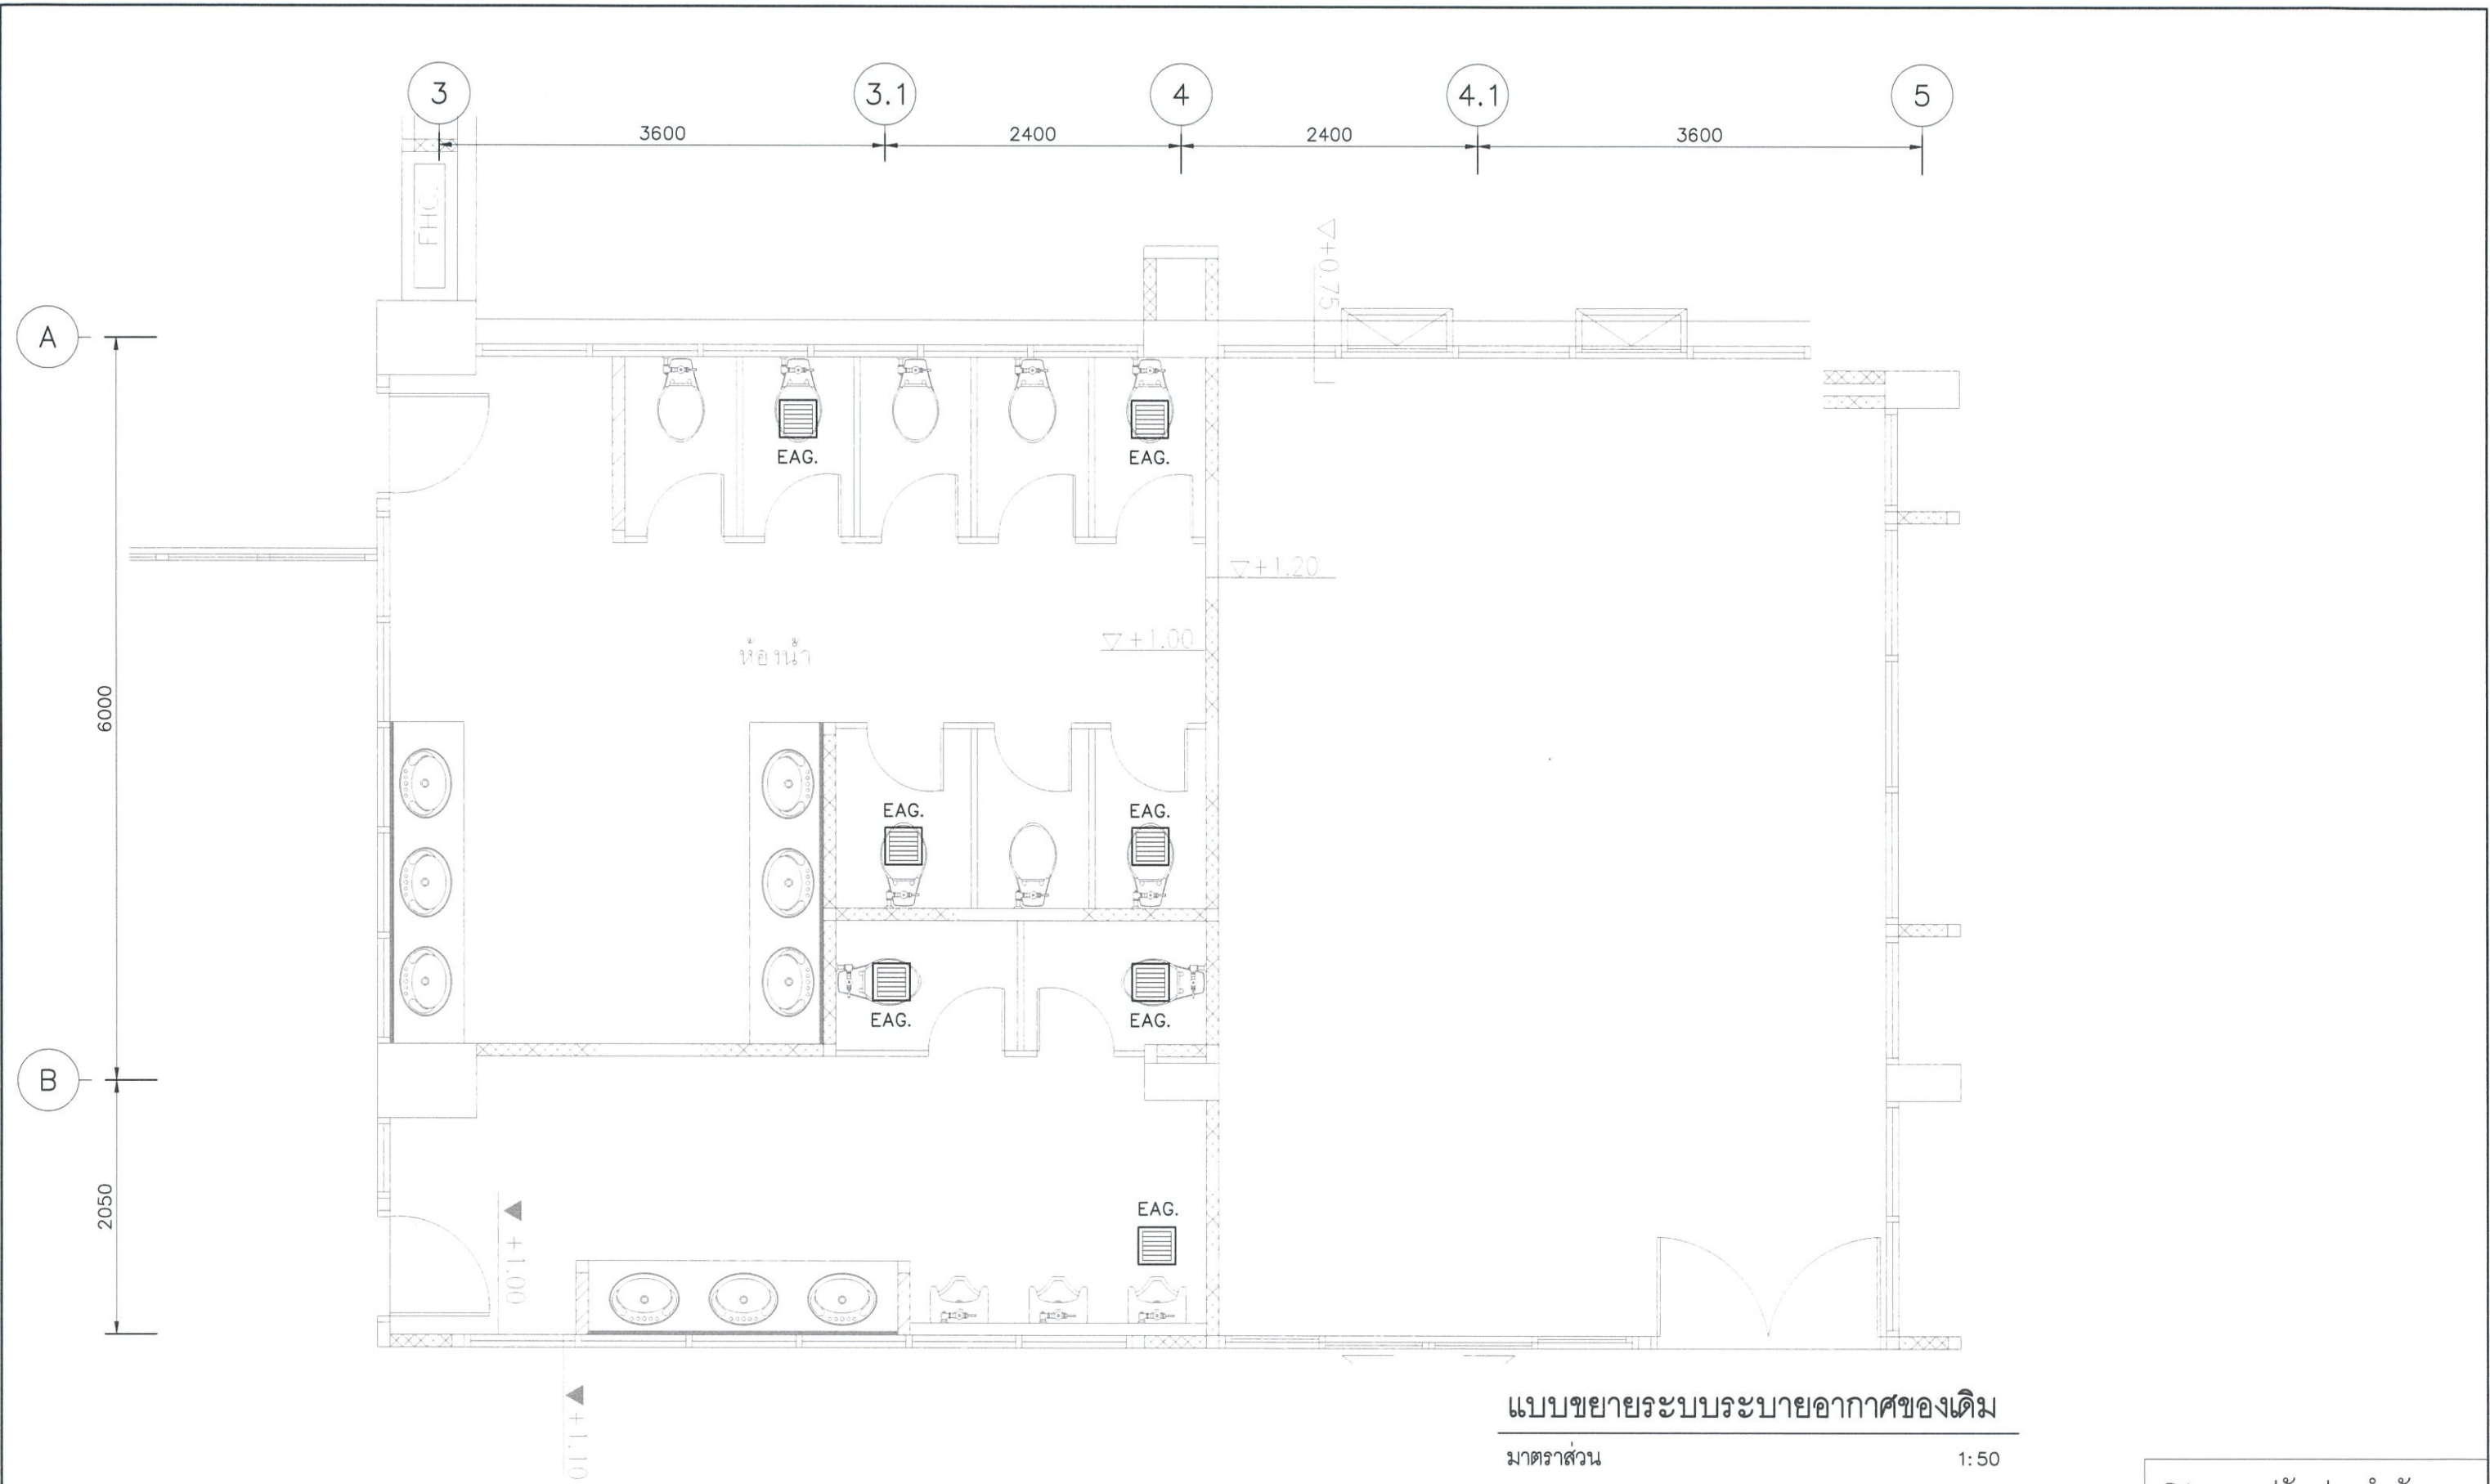 3 3.1 4 4.1 5
3600 2400 2400 3600
FHC.
▽+0.75
A
EAG. EAG.
▽+1.20
▽+1.00
ห้องน้ำ
6000
EAG. EAG.
EAG. EAG.
B
2050
EAG.
+1.00
+1.10
แบบขยายระบบระบายอากาศของเดิม
มาตราส่วน 1:50